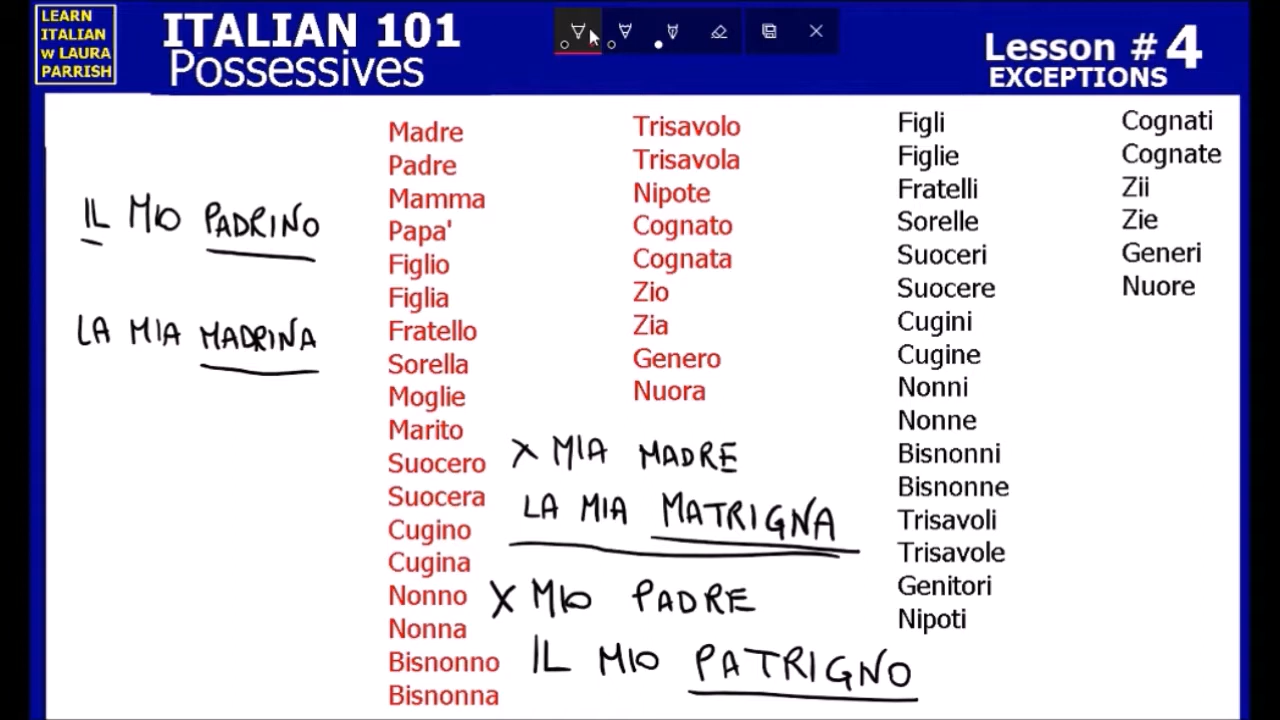 LEARN
ITALIAN
w LAURA
PARRISH
ITALIAN 101
Possessives
Lesson # 4
EXCEPTIONS
IL MIO PADRINO
LA MIA MADRINA
Madre
Padre
Mamma
Papa'
Figlio
Figlia
Fratello
Sorella
Moglie
Marito
Suocero
Suocera
Cugino
Cugina
Nonno
Nonna
Bisnonno
Bisnonna
Trisavolo
Trisavola
Nipote
Cognato
Cognata
Zio
Zia
Genero
Nuora
X MIA MADRE
LA MIA MATRIGNA
X MIO PADRE
IL MIO PATRIGNO
Figli
Figlie
Fratelli
Sorelle
Suoceri
Suocere
Cugini
Cugine
Nonni
Nonne
Bisnonni
Bisnonne
Trisavoli
Trisavole
Genitori
Nipoti
Cognati
Cognate
Zii
Zie
Generi
Nuore